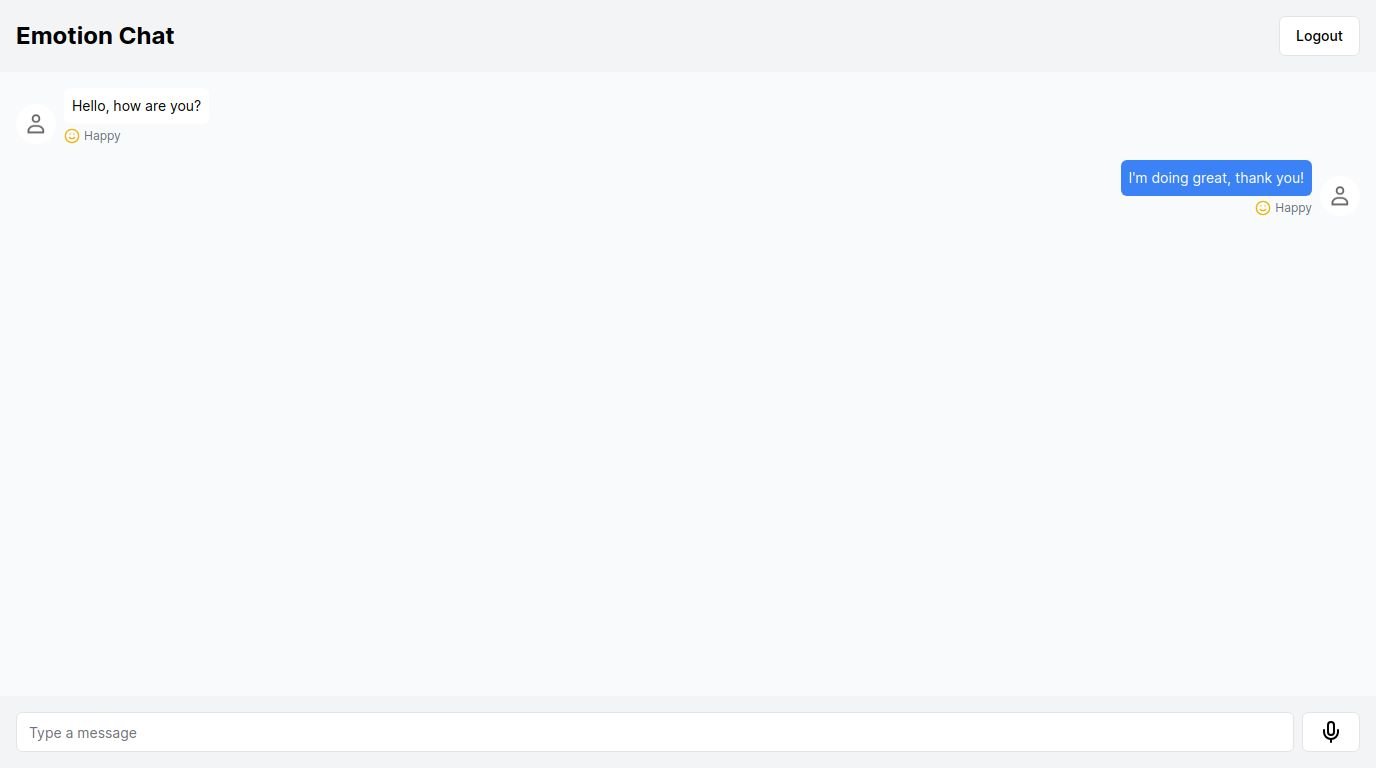 Emotion Chat
Logout
Hello, how are you?
Happy
I'm doing great, thank you!
Happy
Type a message